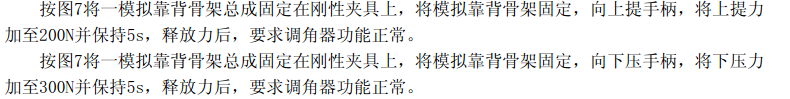 按图7将一模拟靠背骨架总成固定在刚性夹具上，将模拟靠背骨架固定，向上提手柄，将上提力
加至200N并保持5s，释放力后，要求调角器功能正常。
按图7将一模拟靠背骨架总成固定在刚性夹具上，将模拟靠背骨架固定，向下压手柄，将下压力
加至300N并保持5s，释放力后，要求调角器功能正常。